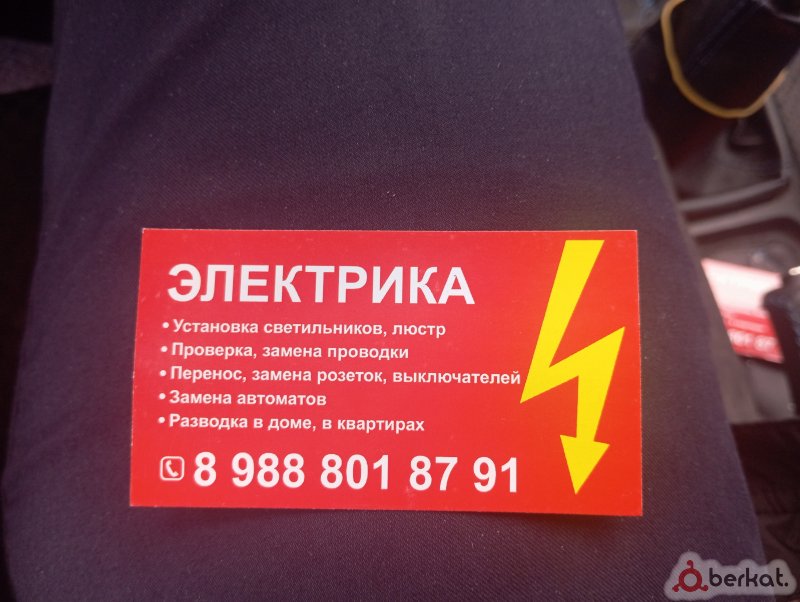 ЭЛЕКТРИКА
• Установка светильников, люстр
• Проверка, замена проводки
• Перенос, замена розеток, выключателей
• Замена автоматов
• Разводка в доме, в квартирах
8 988 801 87 91
berkat.